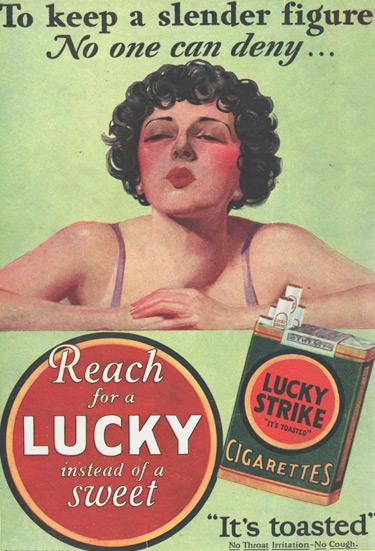 To keep a slender figure
No one can deny...
Reach
for a
LUCKY
instead of a
sweet
LUCKY
STRIKE
"IT'S TOASTED"
CIGARETTES
"It's toasted"
No Throat Irritation-No Cough.